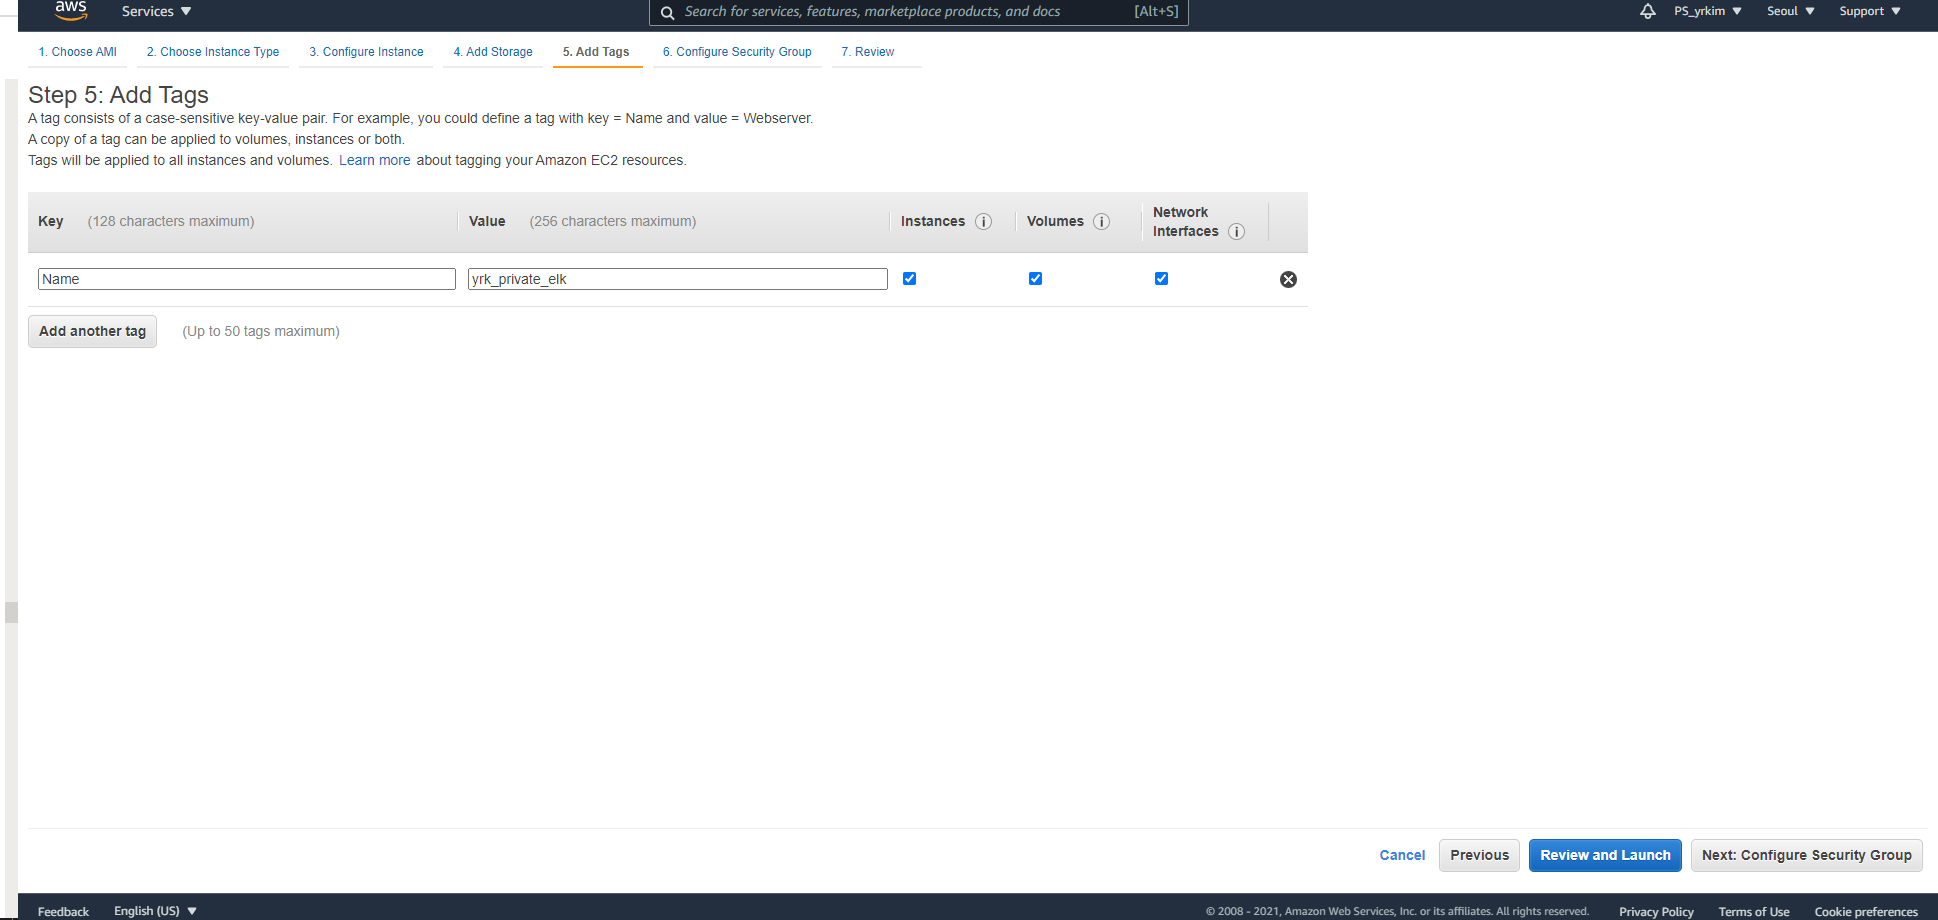 aws Services Search for services, features, marketplace products, and docs [Alt+S] PS_yrkim Seoul Support
1. Choose AMI 2. Choose Instance Type 3. Configure Instance 4. Add Storage 5. Add Tags 6. Configure Security Group 7. Review
Step 5: Add Tags
A tag consists of a case-sensitive key-value pair. For example, you could define a tag with key = Name and value = Webserver.
A copy of a tag can be applied to volumes, instances or both.
Tags will be applied to all instances and volumes. Learn more about tagging your Amazon EC2 resources.
Key (128 characters maximum) Value (256 characters maximum) Instances i Volumes i Network
Interfaces i
Name yrk_private_elk
Add another tag (Up to 50 tags maximum)
Cancel Previous Review and Launch Next: Configure Security Group
Feedback English (US) © 2008 - 2021, Amazon Web Services, Inc. or its affiliates. All rights reserved. Privacy Policy Terms of Use Cookie preferences